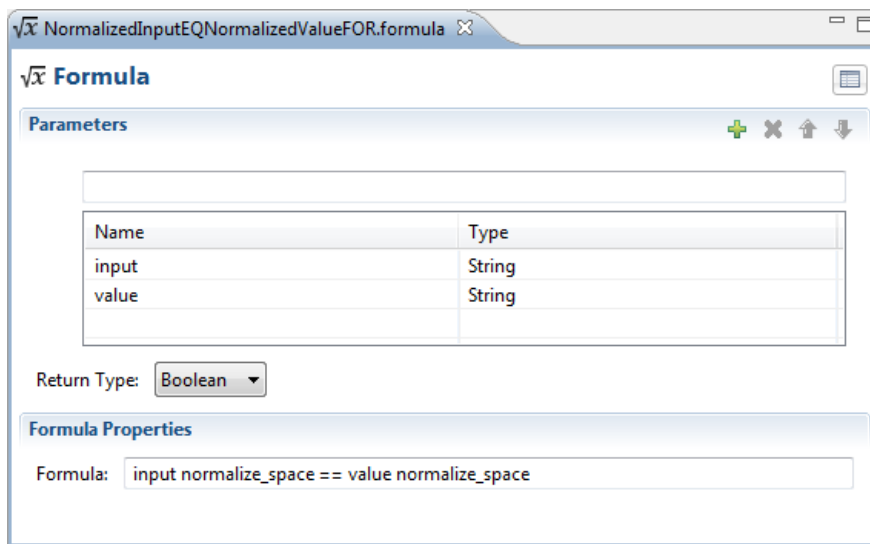 √x̅ NormalizedInputEQNormalizedValueFOR.formula
√x̅ Formula
Parameters
Name Type
input String
value String
Return Type: Boolean
Formula Properties
Formula: input normalize_space == value normalize_space